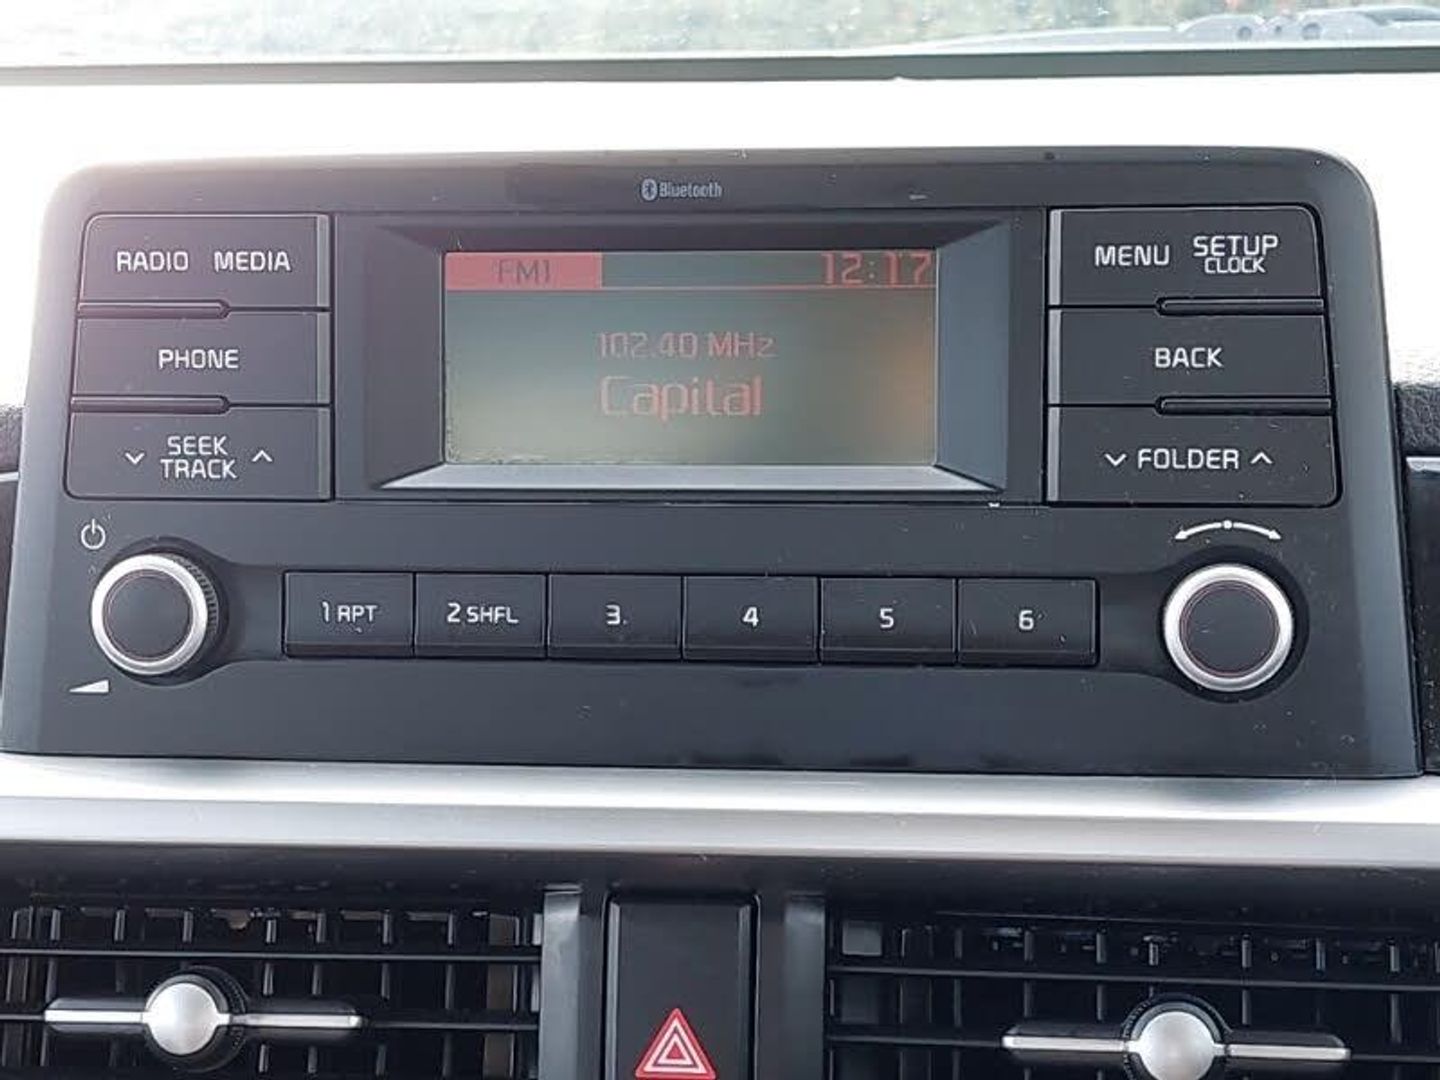 Bluetooth
RADIO MEDIA
PHONE
SEEK
TRACK
FM1 12:17
102.40 MHz
Capital
MENU SETUP
CLOCK
BACK
FOLDER
1 RPT 2 SHFL 3 4 5 6